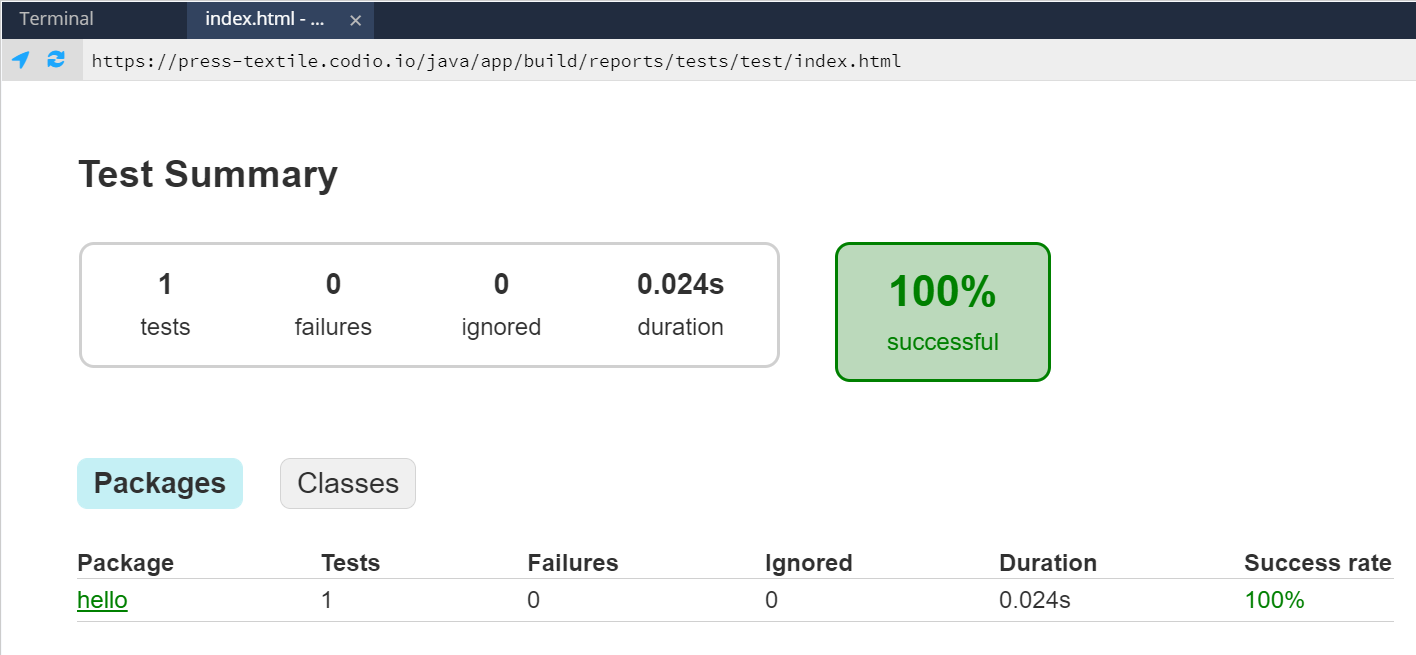 Terminal index.html - ... ×
https://press-textile.codio.io/java/app/build/reports/tests/test/index.html
Test Summary
1 0 0 0.024s
tests failures ignored duration
100%
successful
Packages Classes
Package Tests Failures Ignored Duration Success rate
hello 1 0 0 0.024s 100%